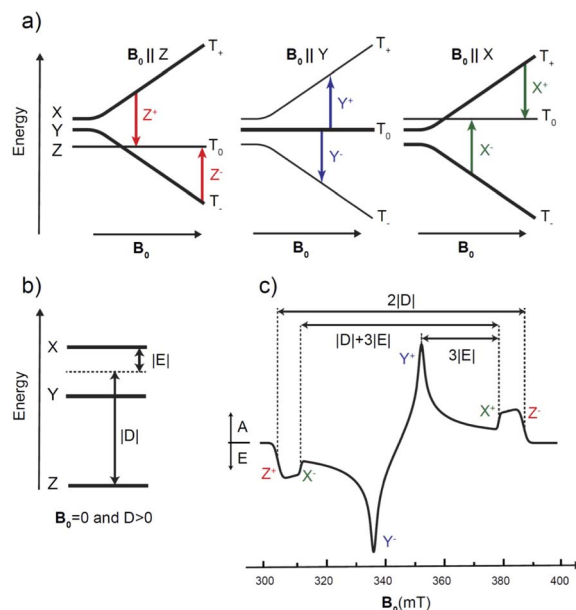 a)
B₀ || Z
B₀ || Y
B₀ || X
Energy
X
Y
Z
T₊
T₀
T₋
Z⁺
Z⁻
T₊
T₀
T₋
Y⁺
Y⁻
T₊
T₀
T₋
X⁺
X⁻
B₀
B₀
B₀
b)
Energy
X
Y
Z
|E|
|D|
B₀=0 and D>0
c)
2|D|
|D|+3|E|
3|E|
Y⁺
A
E
X⁺
Z⁻
Z⁺
X⁻
Y⁻
300
320
340
360
380
400
B₀(mT)